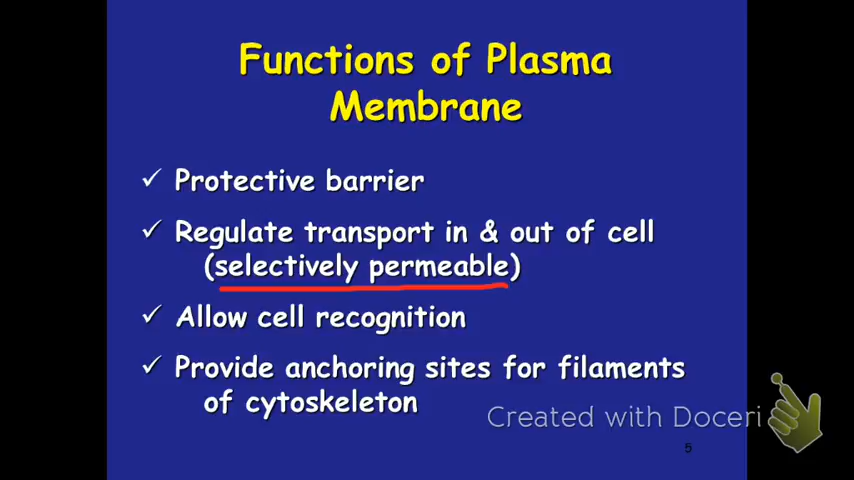 Functions of Plasma
Membrane
✓ Protective barrier
✓ Regulate transport in & out of cell
(selectively permeable)
✓ Allow cell recognition
✓ Provide anchoring sites for filaments
of cytoskeleton
Created with Doceri
5